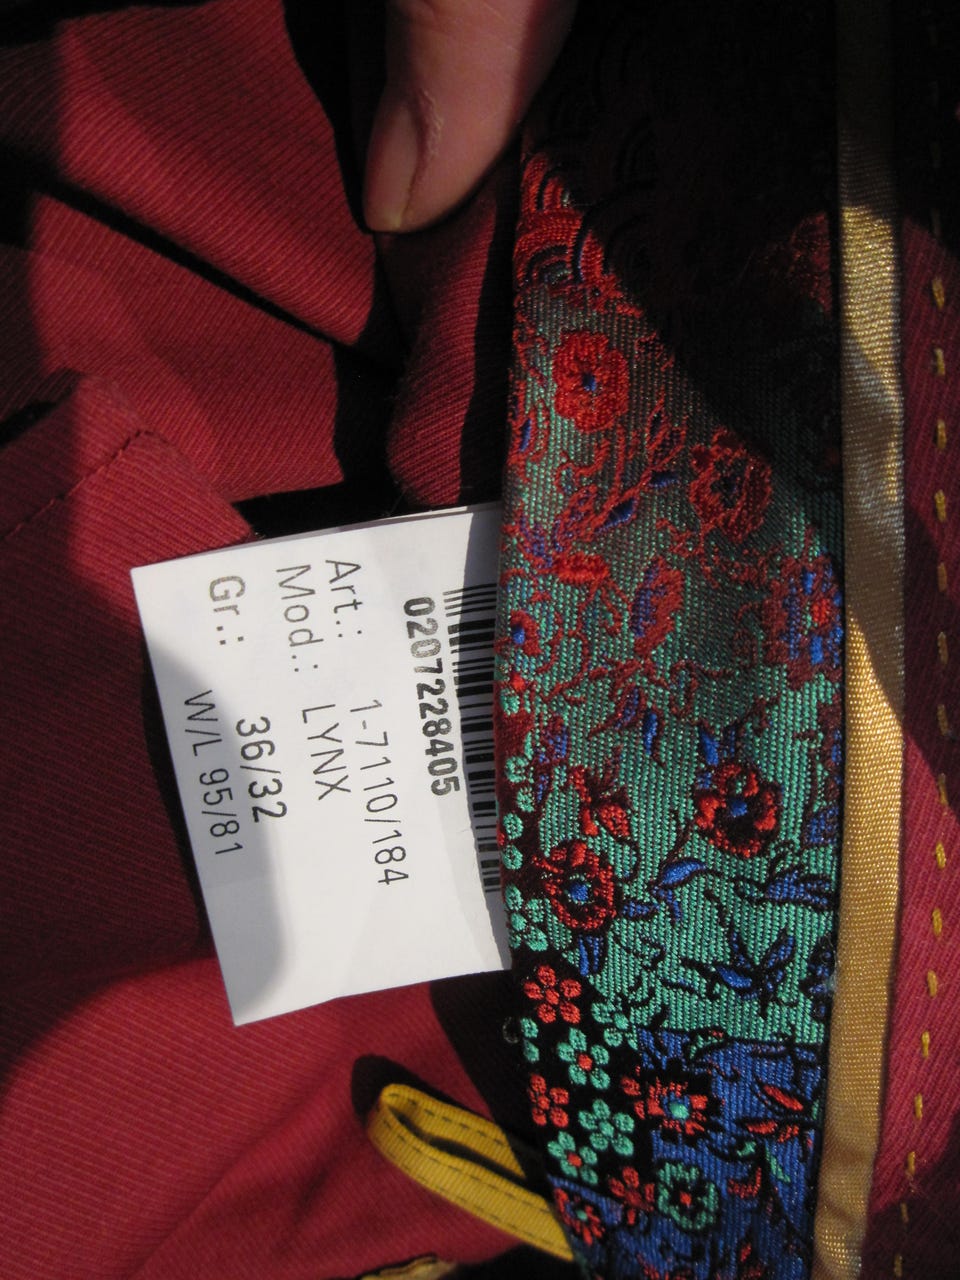 0207228405
Art.: 1-7110/184
Mod.: LYNX
Gr.: 36/32
W/L 95/81